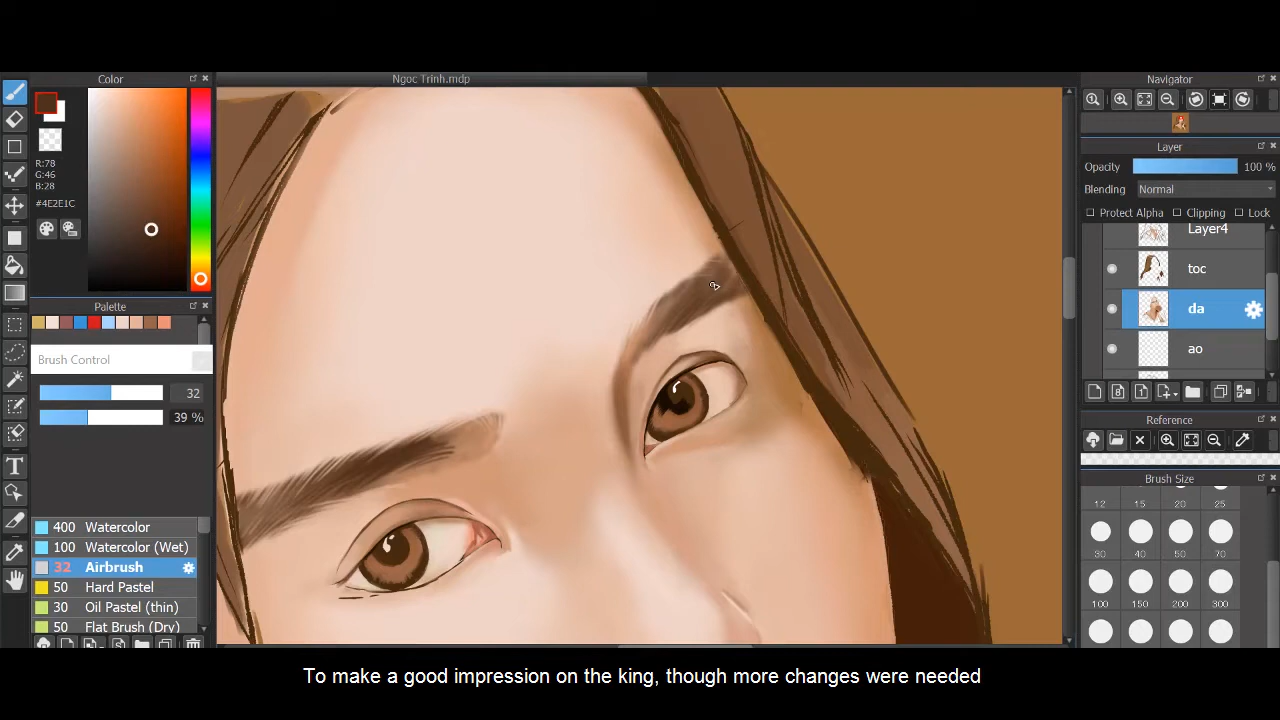 Color
Ngoc Trinh.mdp
Navigator
R:78
G:46
B:28
#4E2E1C
Layer
Opacity 100 %
Blending Normal
Protect Alpha Clipping Lock
Layer4
toc
da
ao
Palette
Brush Control
32
39 %
8 1
Reference
Brush Size
12 15 20 25
30 40 50 70
100 150 200 300
400 Watercolor
100 Watercolor (Wet)
32 Airbrush
50 Hard Pastel
30 Oil Pastel (thin)
50 Flat Brush (Dry)
To make a good impression on the king, though more changes were needed